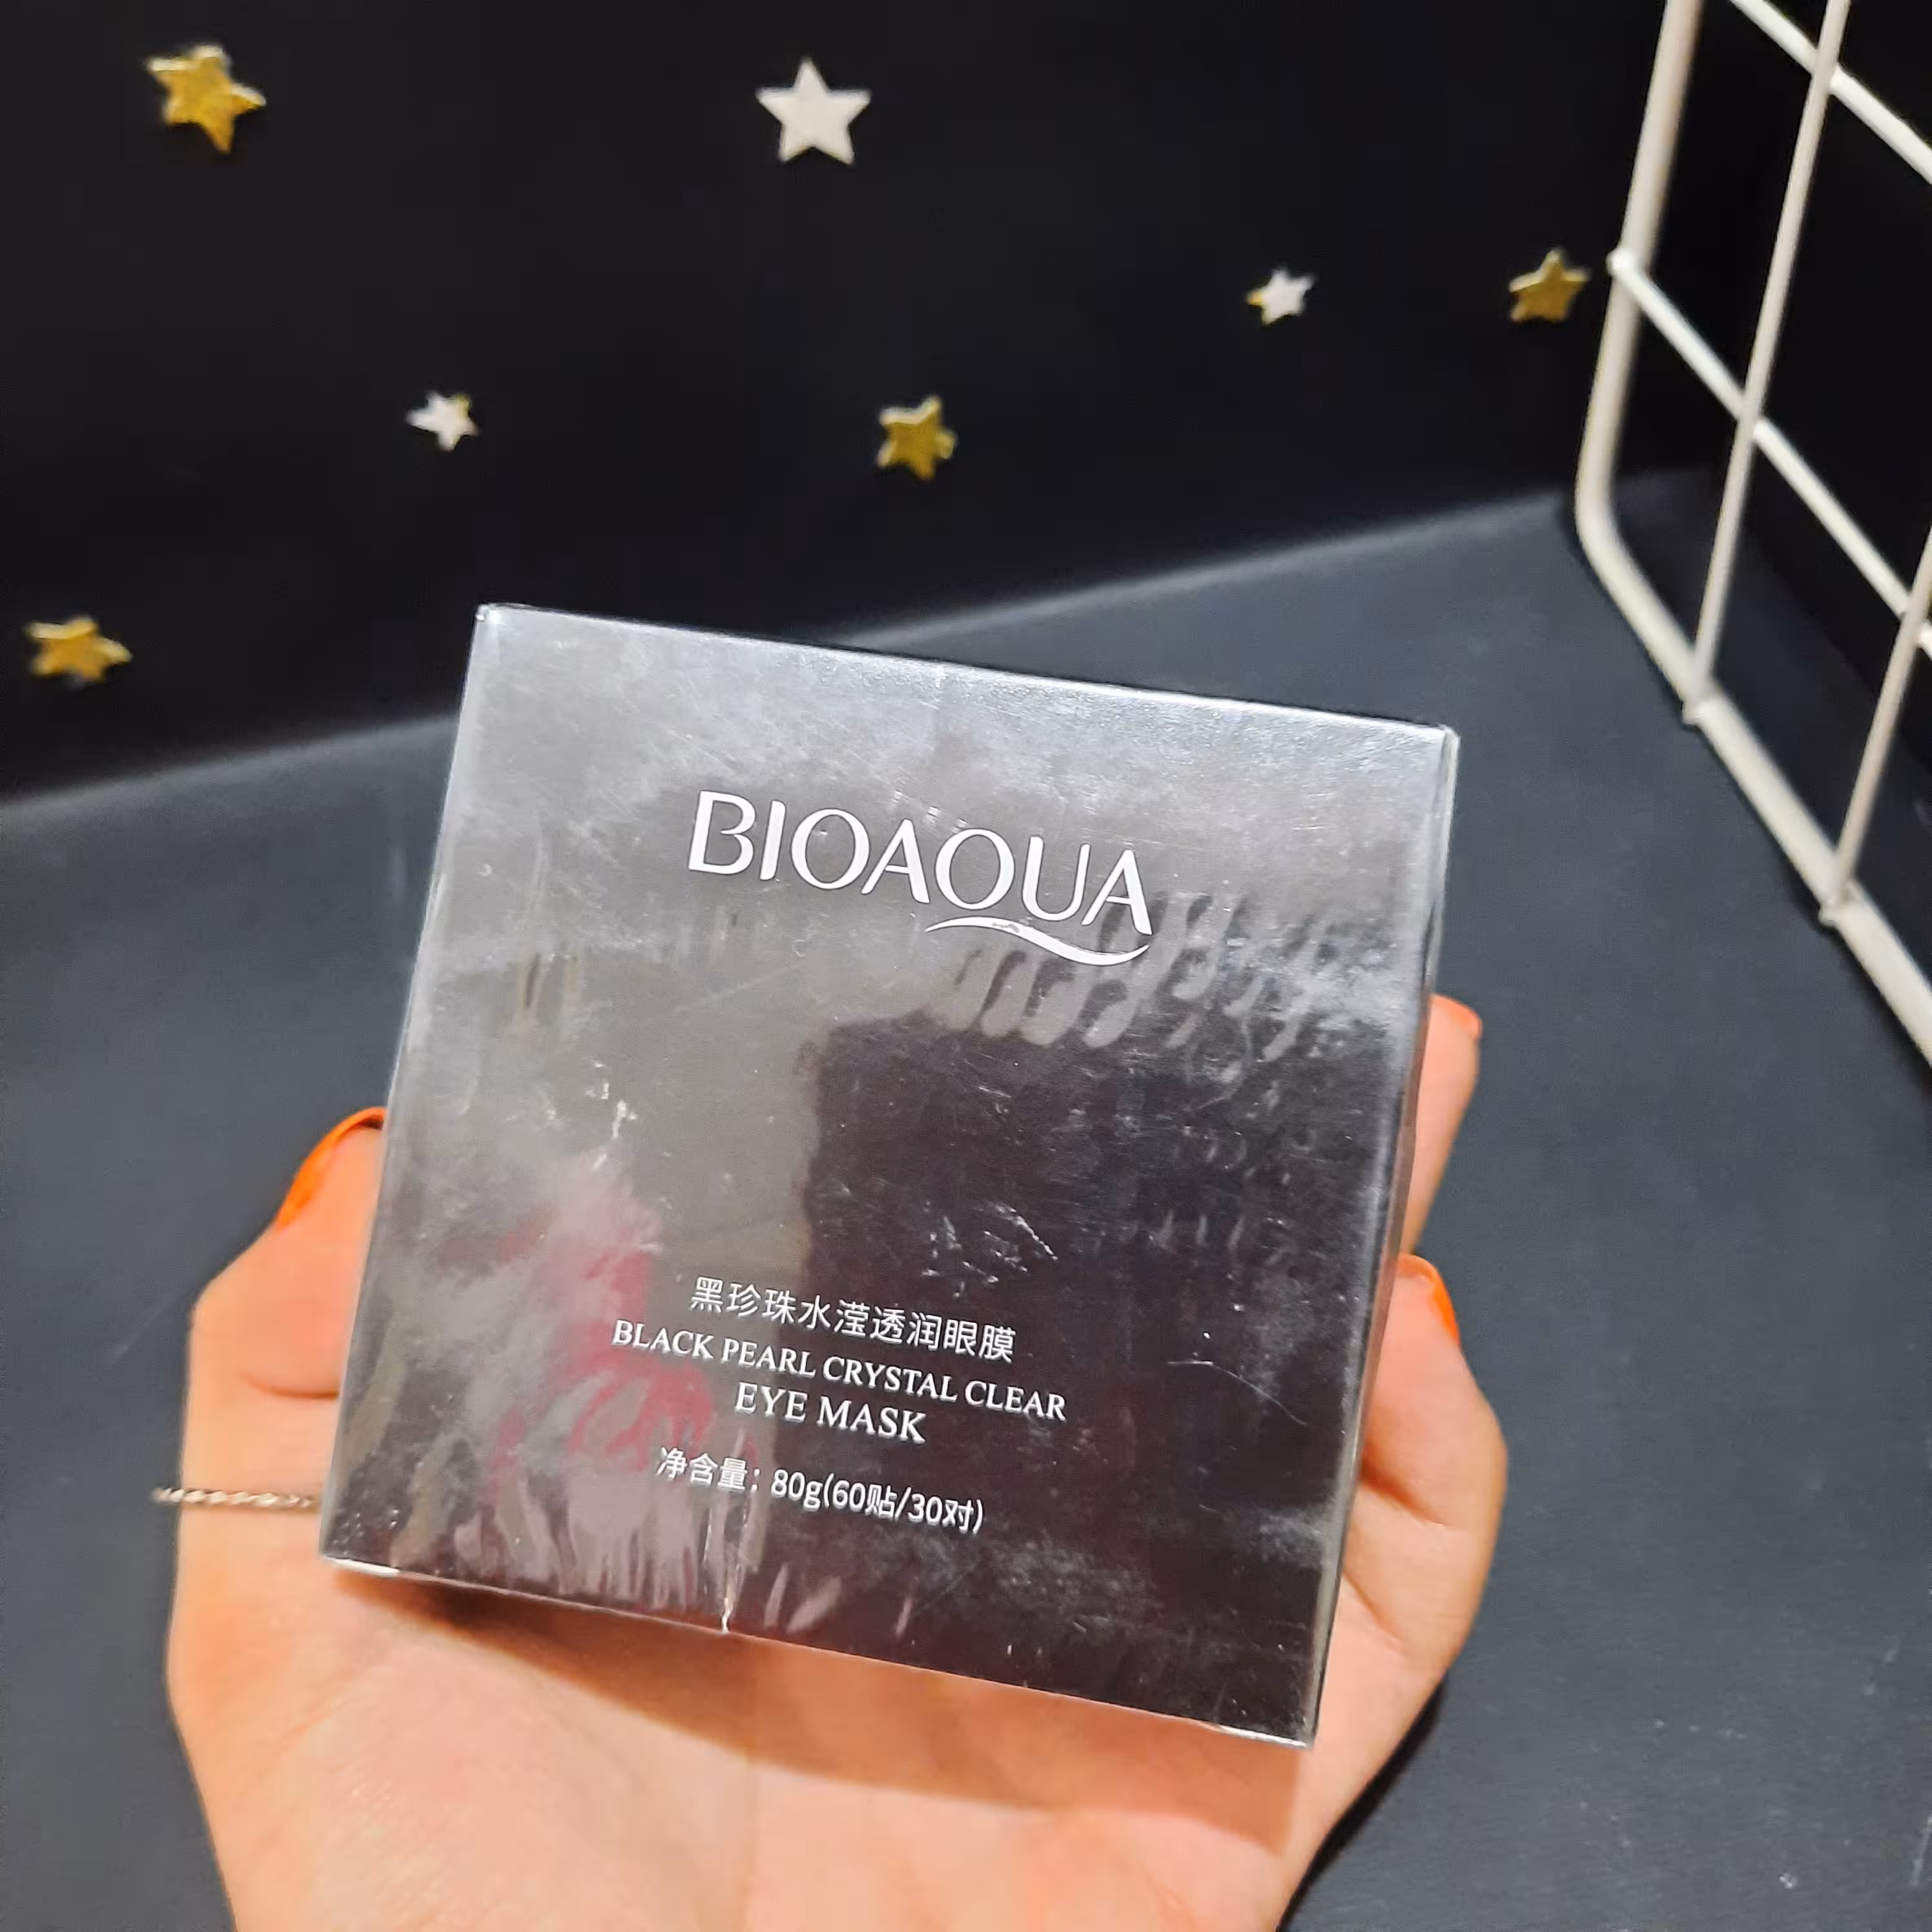 BIOAQUA
黑珍珠水滢透润眼膜
BLACK PEARL CRYSTAL CLEAR
EYE MASK
净含量：80g(60贴/30对)